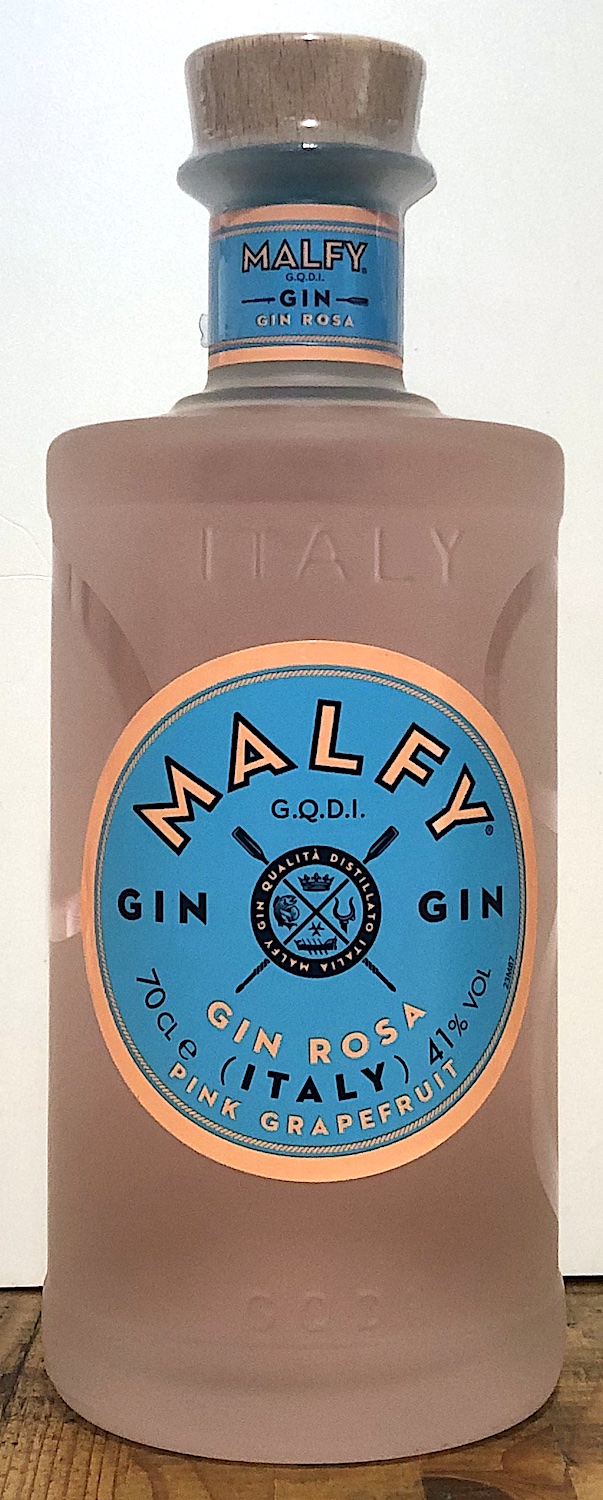 MALFY®
G.Q.D.I.
GIN
GIN ROSA
ITALY
MALFY®
G.Q.D.I.
MALFY GIN QUALITÀ DISTILLATO ITALIA
GIN GIN
70CL e GIN ROSA 41% VOL
(ITALY)
PINK GRAPEFRUIT